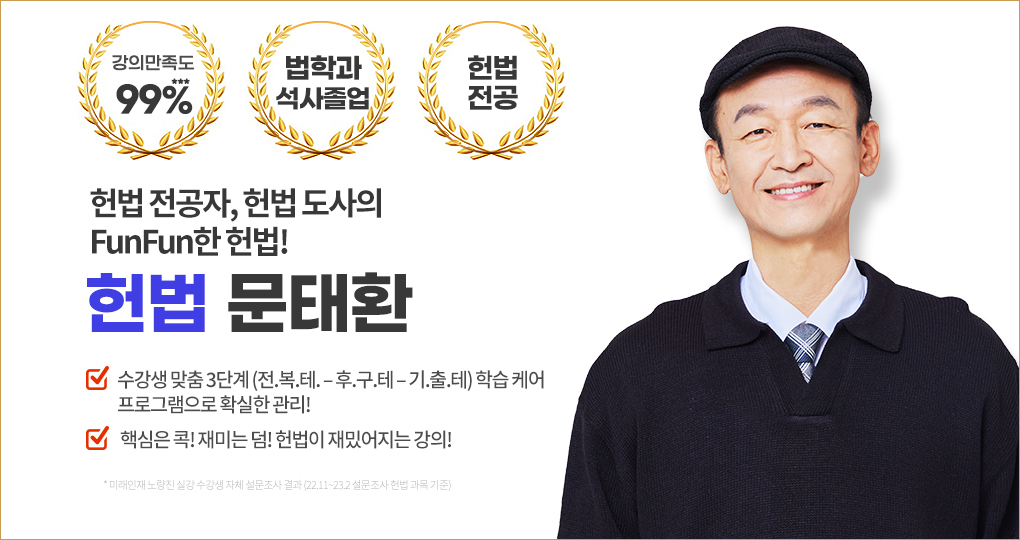 강의만족도
***
99%
법학과
석사졸업
헌법
전공
헌법 전공자, 헌법 도사의
FunFun한 헌법!
헌법 문태환
수강생 맞춤 3단계 (전.복.테. – 후.구.테 – 기.출.테) 학습 케어
프로그램으로 확실한 관리!
핵심은 콕! 재미는 덤! 헌법이 재밌어지는 강의!
* 미래인재 노량진 실강 수강생 자체 설문조사 결과 (22.11~23.2 설문조사 헌법 과목 기준)